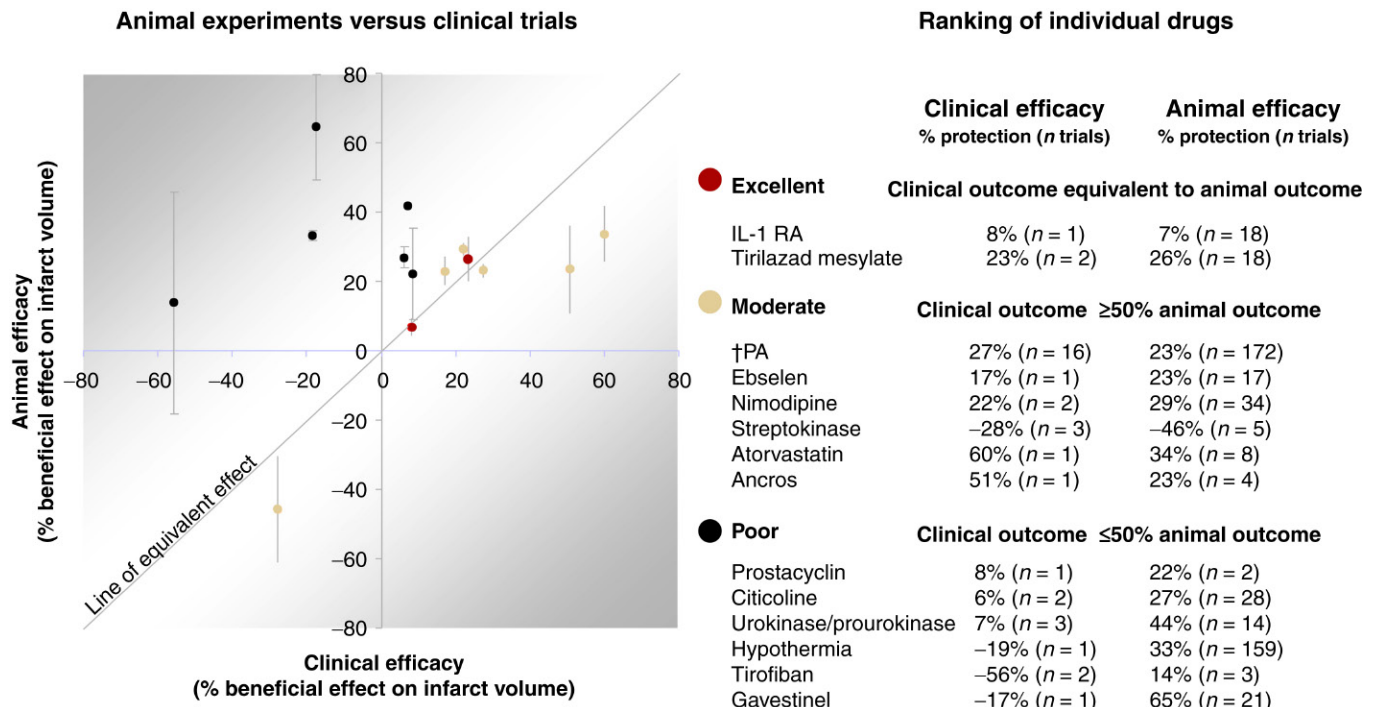 Animal experiments versus clinical trials
Animal efficacy
(% beneficial effect on infarct volume)
80
60
40
20
0
−20
−40
−60
−80
−80
−60
−40
−20
0
20
40
60
80
Line of equivalent effect
Clinical efficacy
(% beneficial effect on infarct volume)
Ranking of individual drugs
Clinical efficacy Animal efficacy
% protection (n trials) % protection (n trials)
Excellent Clinical outcome equivalent to animal outcome
IL-1 RA 8% (n = 1) 7% (n = 18)
Tirilazad mesylate 23% (n = 2) 26% (n = 18)
Moderate Clinical outcome ≥50% animal outcome
†PA 27% (n = 16) 23% (n = 172)
Ebselen 17% (n = 1) 23% (n = 17)
Nimodipine 22% (n = 2) 29% (n = 34)
Streptokinase −28% (n = 3) −46% (n = 5)
Atorvastatin 60% (n = 1) 34% (n = 8)
Ancros 51% (n = 1) 23% (n = 4)
Poor Clinical outcome ≤50% animal outcome
Prostacyclin 8% (n = 1) 22% (n = 2)
Citicoline 6% (n = 2) 27% (n = 28)
Urokinase/prourokinase 7% (n = 3) 44% (n = 14)
Hypothermia −19% (n = 1) 33% (n = 159)
Tirofiban −56% (n = 2) 14% (n = 3)
Gavestinel −17% (n = 1) 65% (n = 21)